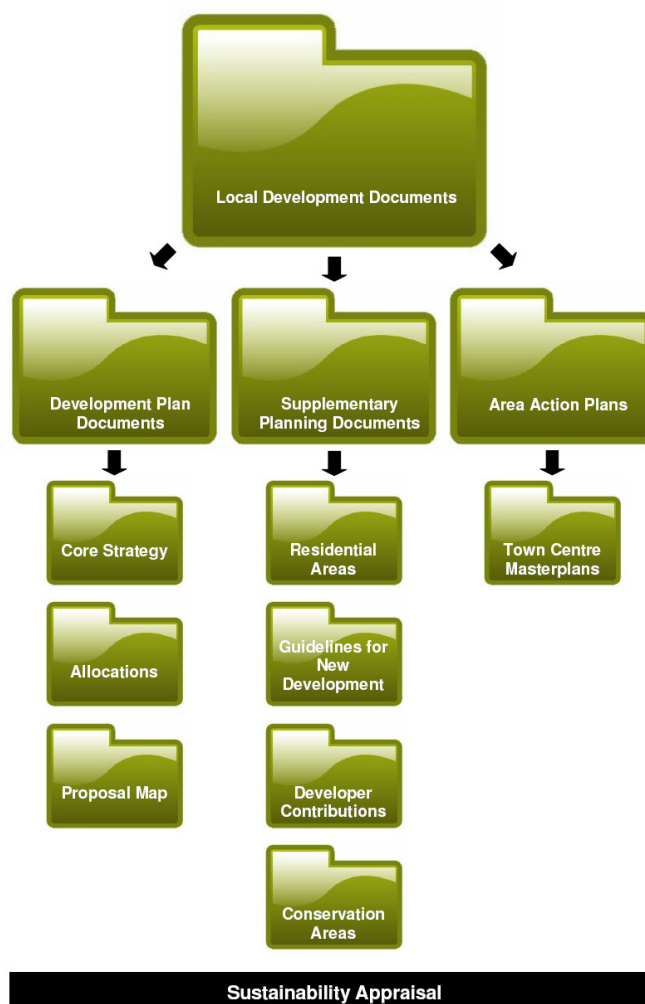 Local Development Documents
Development Plan
Documents
Supplementary
Planning Documents
Area Action Plans
Core Strategy
Allocations
Proposal Map
Residential
Areas
Guidelines for
New
Development
Developer
Contributions
Conservation
Areas
Town Centre
Masterplans
Sustainability Appraisal